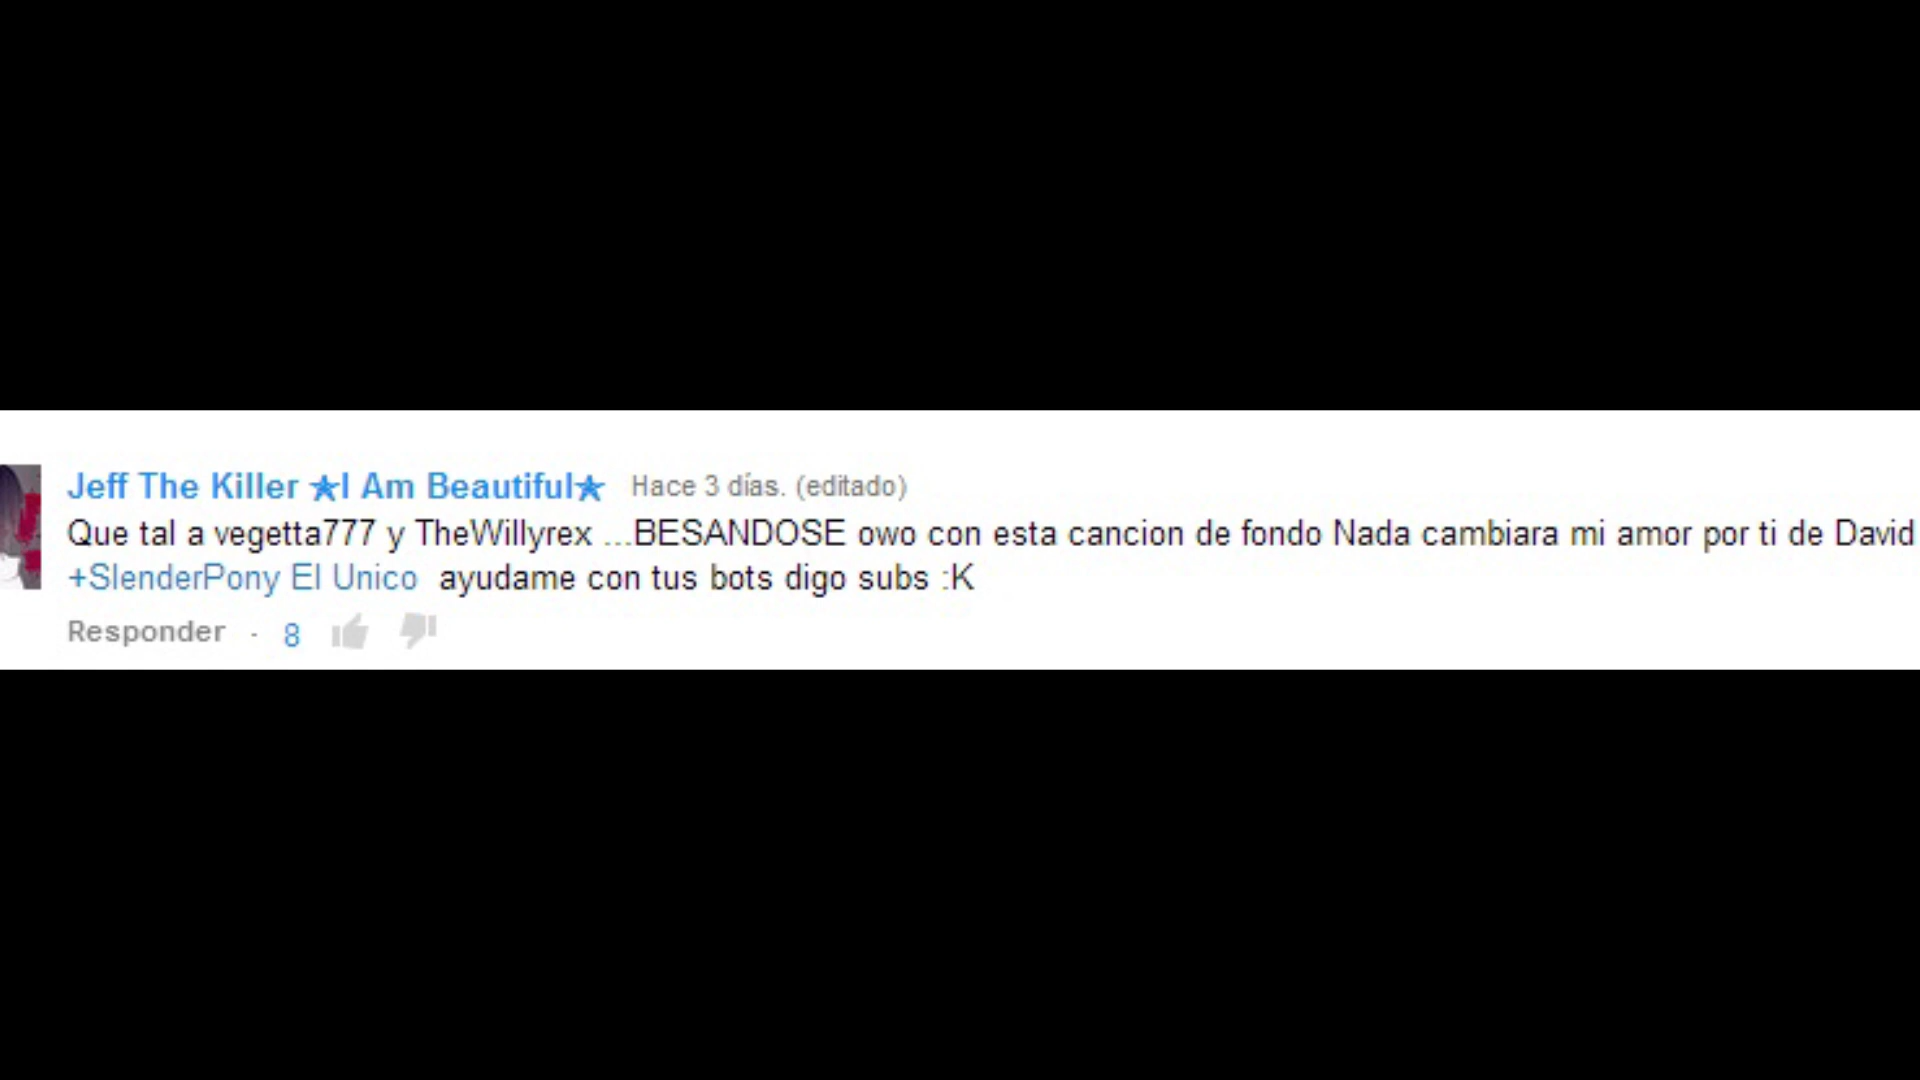 Jeff The Killer ★I Am Beautiful★ Hace 3 días. (editado)
Que tal a vegetta777 y TheWillyrex ...BESANDOSE owo con esta cancion de fondo Nada cambiara mi amor por ti de David
+SlenderPony El Unico ayudame con tus bots digo subs :K
Responder · 8